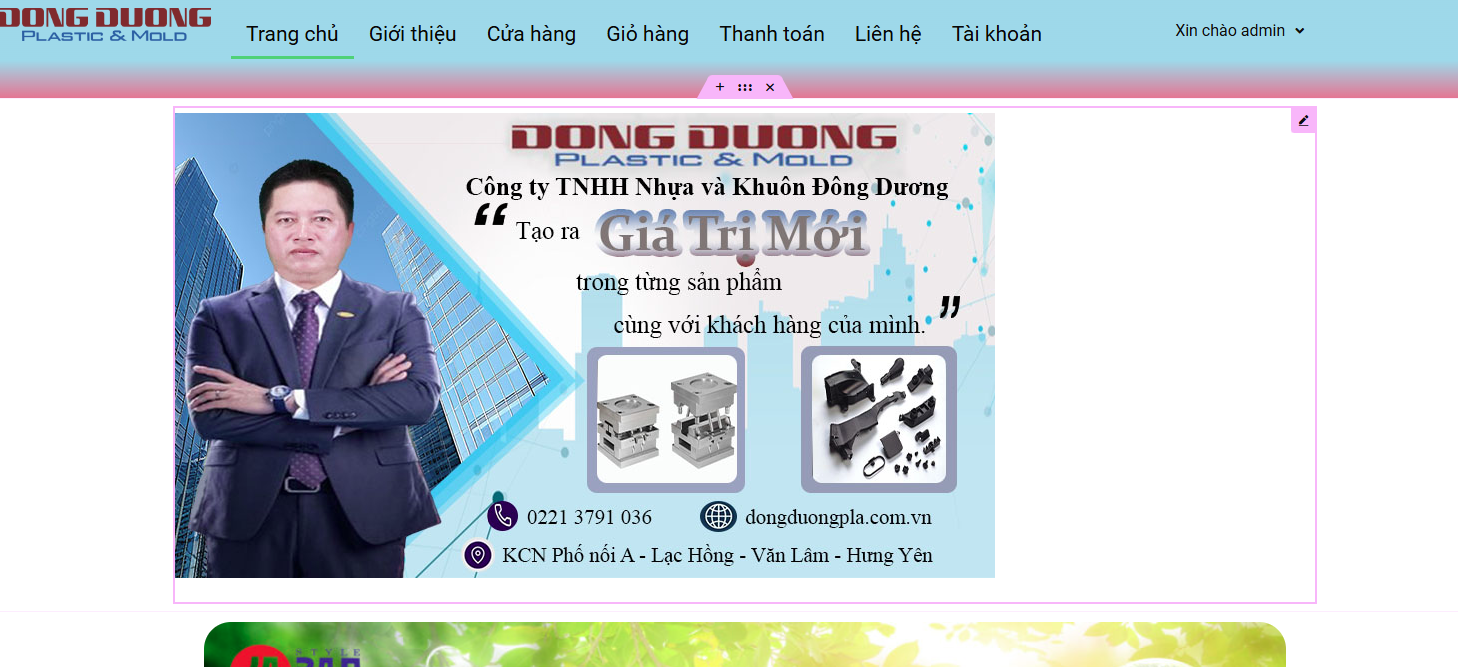 DONG DUONG
PLASTIC & MOLD
Trang chủ Giới thiệu Cửa hàng Giỏ hàng Thanh toán Liên hệ Tài khoản
Xin chào admin
DONG DUONG
PLASTIC & MOLD
Công ty TNHH Nhựa và Khuôn Đông Dương
“ Tạo ra Giá Trị Mới
trong từng sản phẩm
cùng với khách hàng của mình. ”
0221 3791 036
dongduongpla.com.vn
KCN Phố nối A - Lạc Hồng - Văn Lâm - Hưng Yên
STYLE